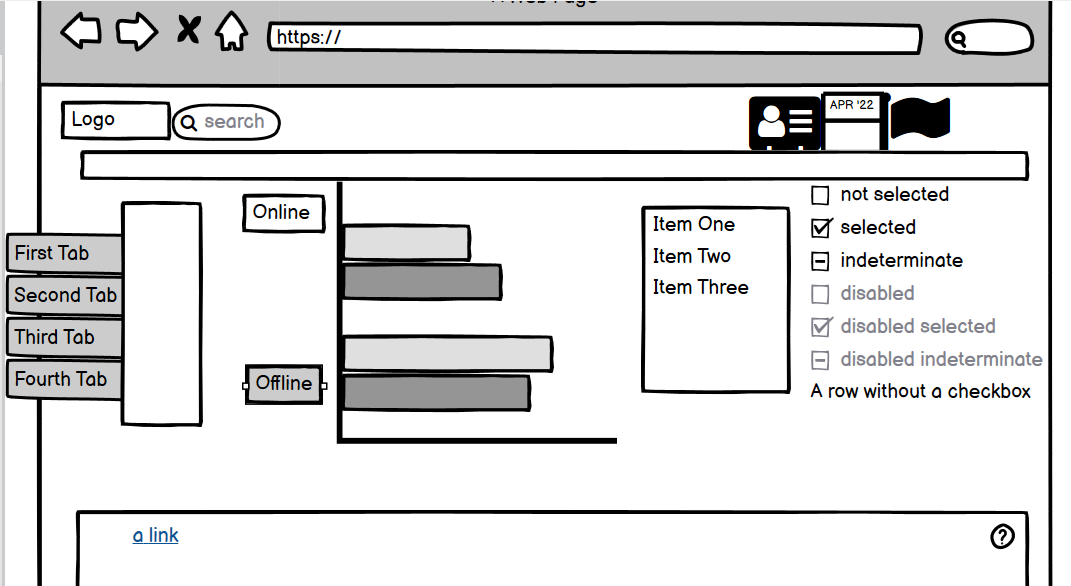 https://
Logo
search
APR '22
not selected
Online
Item One
selected
First Tab
Item Two
indeterminate
Second Tab
Item Three
disabled
Third Tab
disabled selected
Fourth Tab
Offline
disabled indeterminate
A row without a checkbox
a link
?